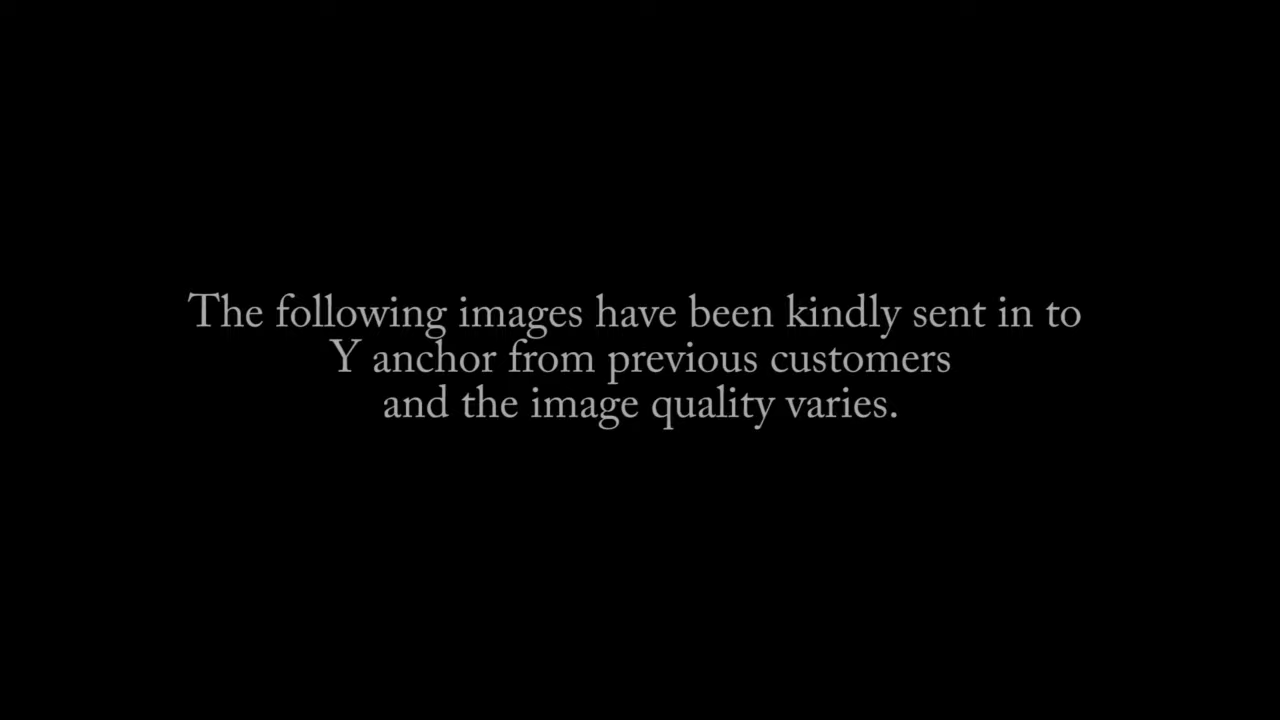 The following images have been kindly sent in to
Y anchor from previous customers
and the image quality varies.